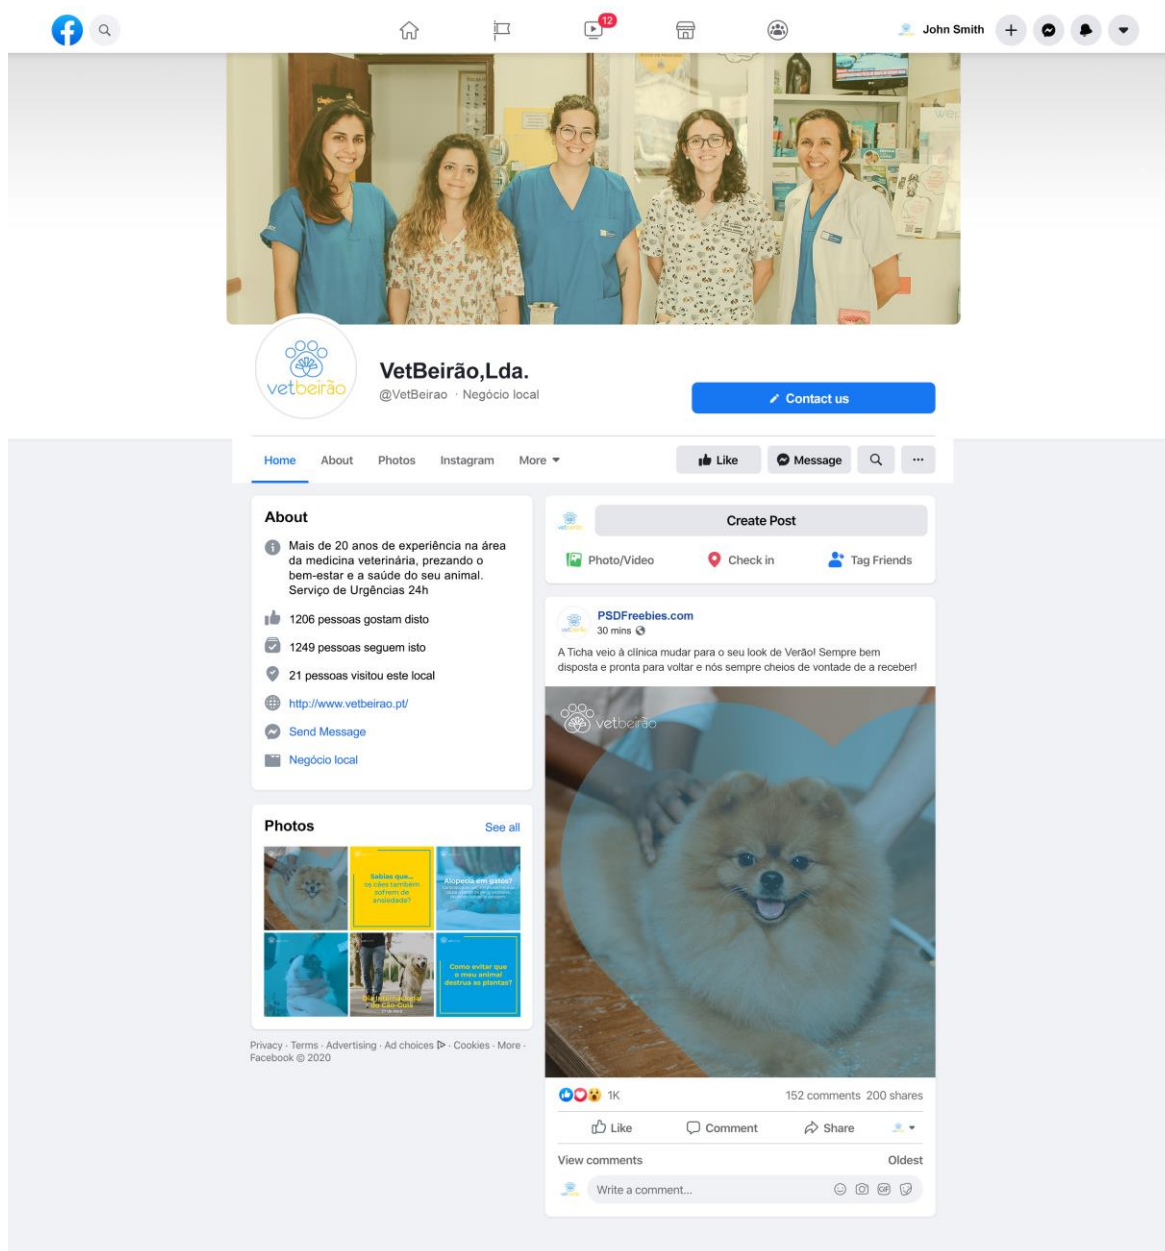 12
John Smith
vetbeirão
VetBeirão,Lda.
@VetBeirao · Negócio local
Contact us
Home
About
Photos
Instagram
More
Like
Message
About
Mais de 20 anos de experiência na área
da medicina veterinária, prezando o
bem-estar e a saúde do seu animal.
Serviço de Urgências 24h
1206 pessoas gostam disto
1249 pessoas seguem isto
21 pessoas visitou este local
http://www.vetbeirao.pt/
Send Message
Negócio local
Photos
See all
Sabias que...
os cães também
sofrem de
ansiedade?
Alopecia em gatos?
Dia Internacional
do Cão-Guia
Como evitar que
o meu animal
destrua as plantas?
Privacy · Terms · Advertising · Ad choices · Cookies · More ·
Facebook © 2020
Create Post
Photo/Video
Check in
Tag Friends
PSDFreebies.com
30 mins
A Ticha veio à clínica mudar para o seu look de Verão! Sempre bem
disposta e pronta para voltar e nós sempre cheios de vontade de a receber!
vetbeirão
1K
152 comments 200 shares
Like
Comment
Share
View comments
Oldest
Write a comment...
GIF